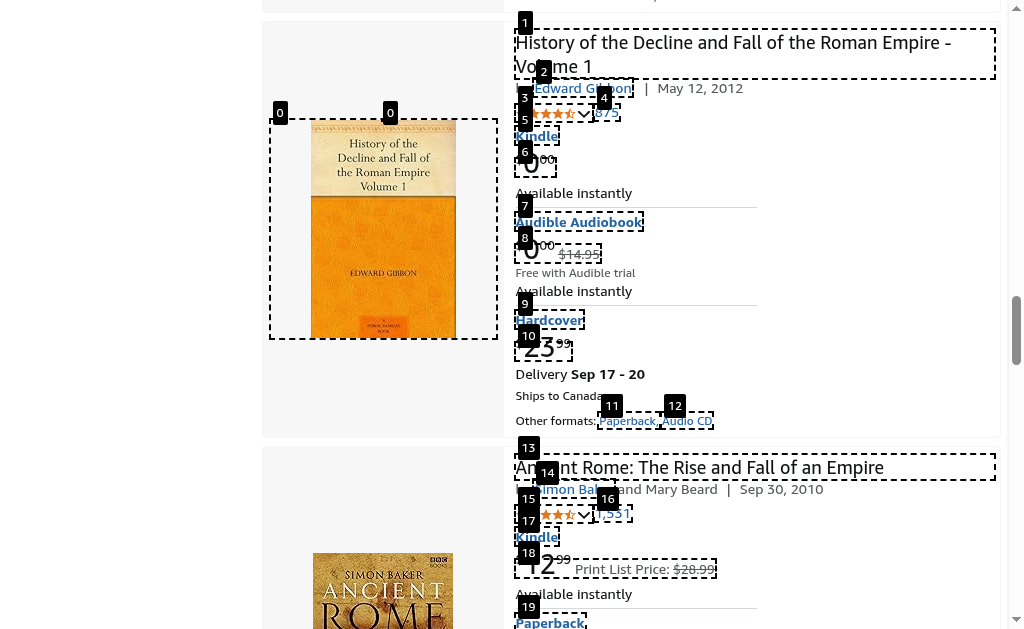 1
History of the Decline and Fall of the Roman Empire -
Volume 1
2
Edward Gibbon | May 12, 2012
3
4
875
5
Kindle
6
0 00
Available instantly
7
Audible Audiobook
8
0 00 $14.95
Free with Audible trial
Available instantly
9
Hardcover
10
23 99
Delivery Sep 17 - 20
Ships to Canada
11
12
Other formats: Paperback, Audio CD
0
0
History of the
Decline and Fall of
the Roman Empire
Volume 1
EDWARD GIBBON
A
PUBLIC DOMAIN
BOOK
13
Ancient Rome: The Rise and Fall of an Empire
14
Simon Baker and Mary Beard | Sep 30, 2010
15
16
1,531
17
Kindle
18
12 99 Print List Price: $28.99
Available instantly
19
Paperback
BBC
BOOKS
SIMON BAKER
ANCIENT
ROME